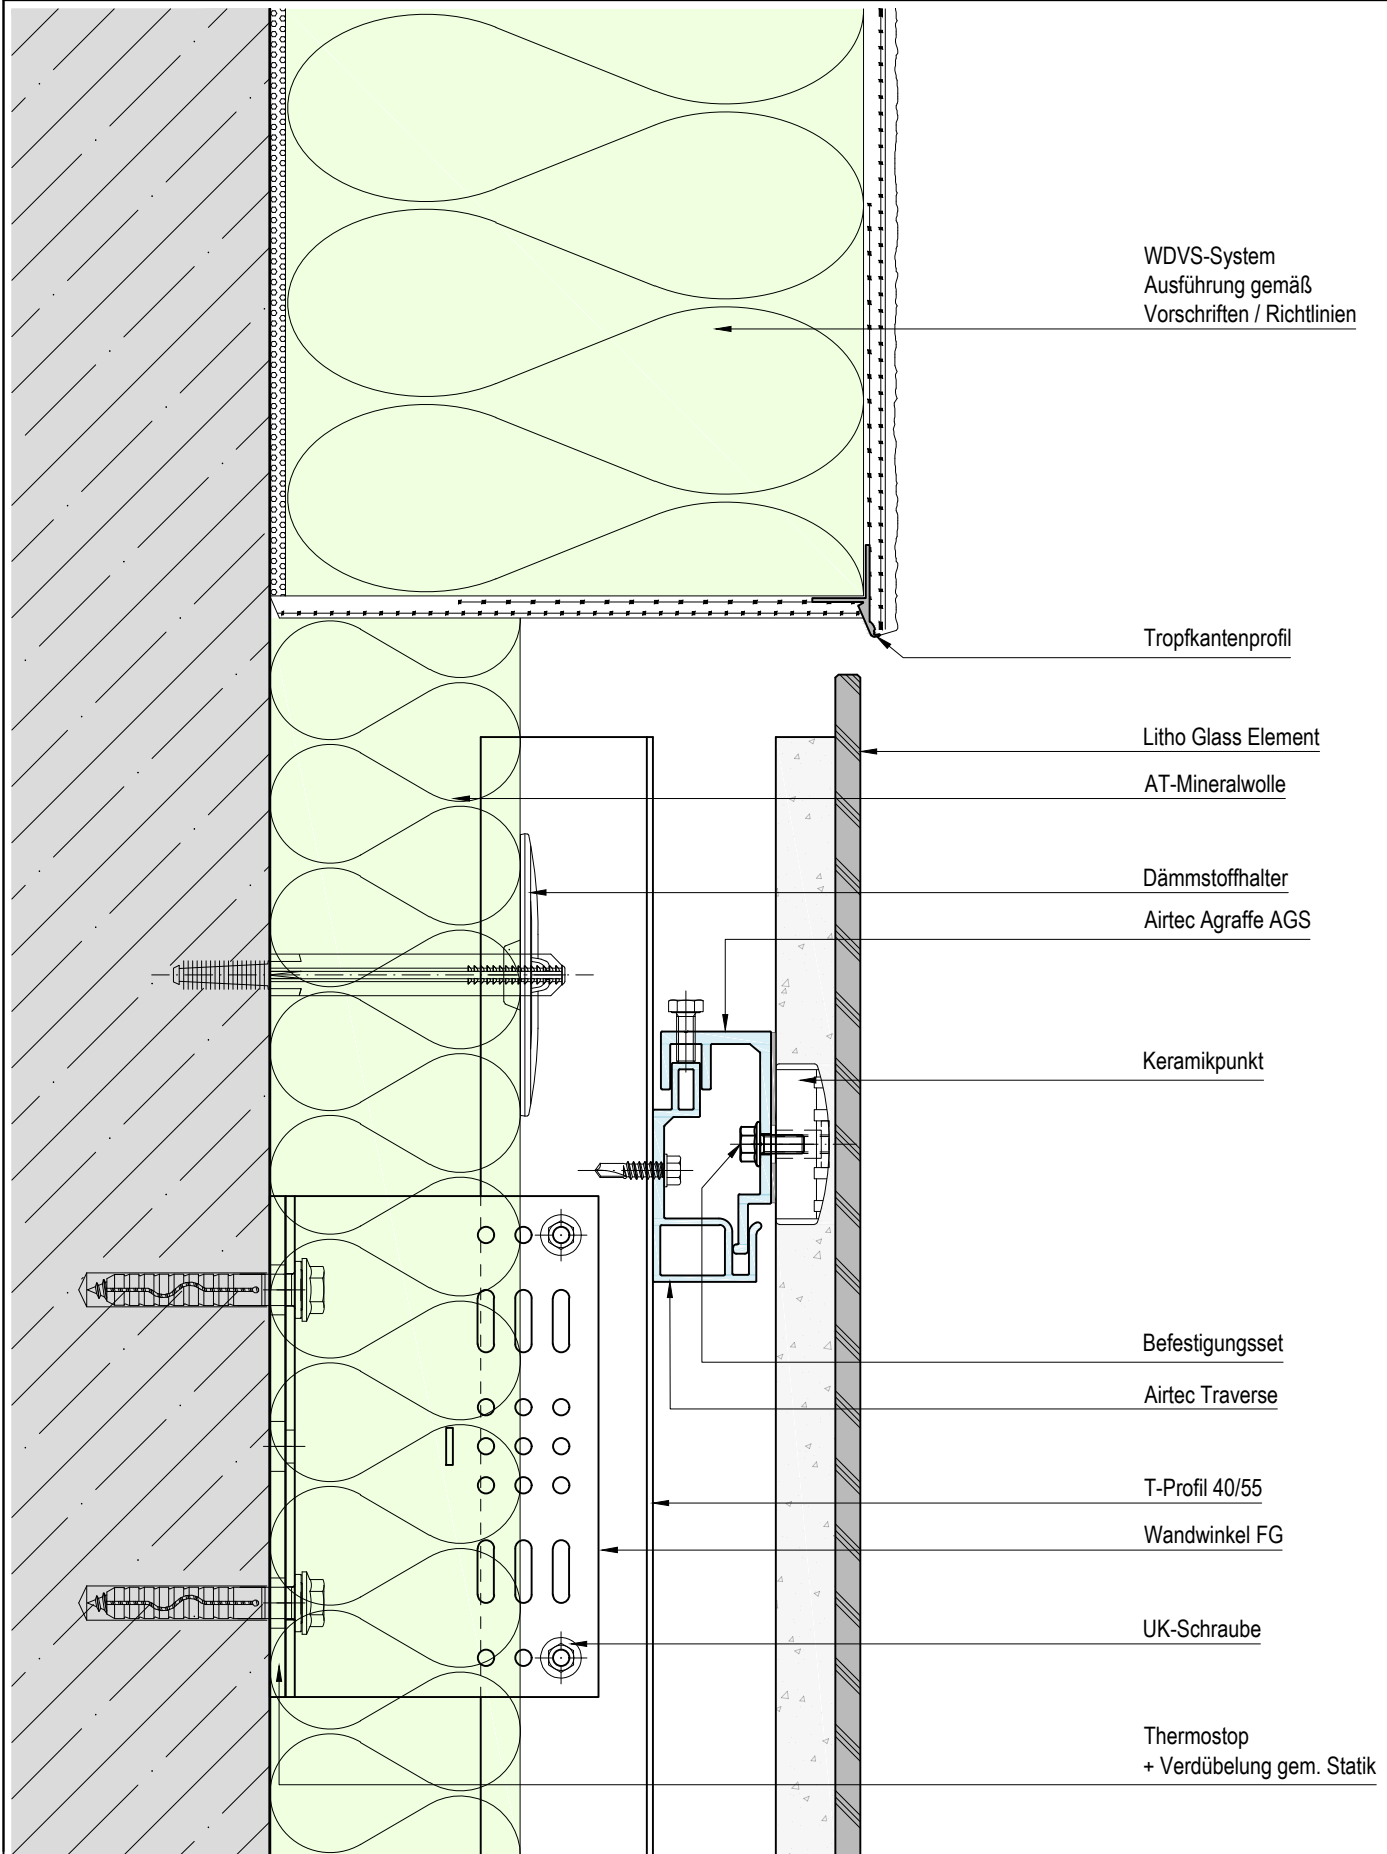 WDVS-System
Ausführung gemäß
Vorschriften / Richtlinien
Tropfkantenprofil
Litho Glass Element
AT-Mineralwolle
Dämmstoffhalter
Airtec Agraffe AGS
Keramikpunkt
Befestigungsset
Airtec Traverse
T-Profil 40/55
Wandwinkel FG
UK-Schraube
Thermostop
+ Verdübelung gem. Statik